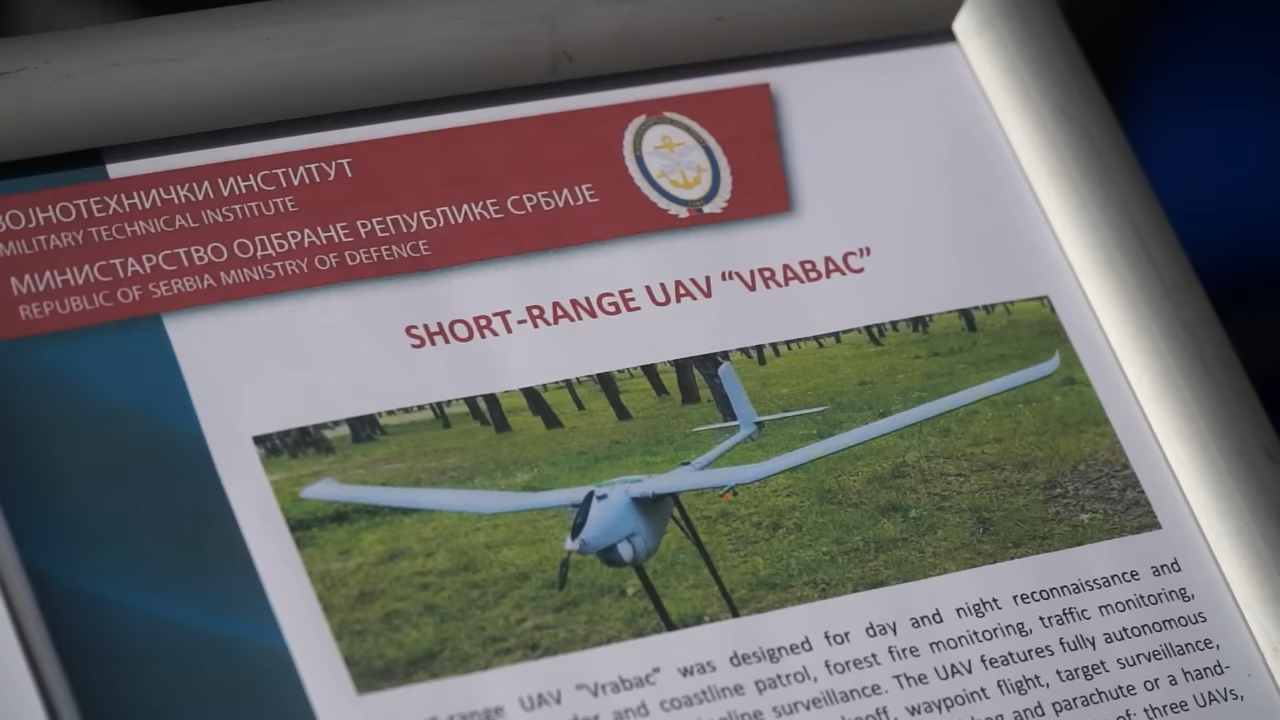 ВОЈНОТЕХНИЧКИ ИНСТИТУТ
MILITARY TECHNICAL INSTITUTE
МИНИСТАРСТВО ОДБРАНЕ РЕПУБЛИКЕ СРБИЈЕ
REPUBLIC OF SERBIA MINISTRY OF DEFENCE
SHORT-RANGE UAV “VRABAC”
UAV “Vrabac” was designed for day and night reconnaissance and
and coastline patrol, forest fire monitoring, traffic monitoring,
surveillance. The UAV features fully autonomous
waypoint flight, target surveillance,
and parachute or a hand-
of: three UAVs,